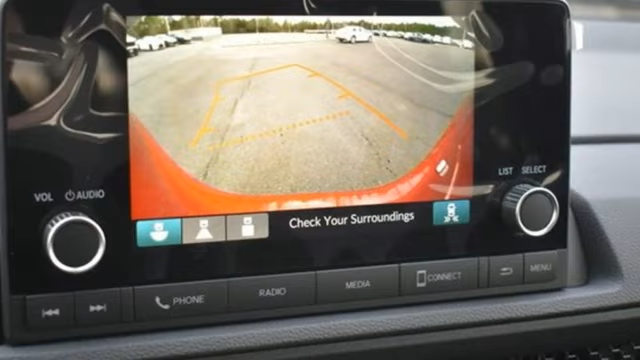 Check Your Surroundings
VOL AUDIO
LIST SELECT
PHONE
RADIO
MEDIA
CONNECT
MENU